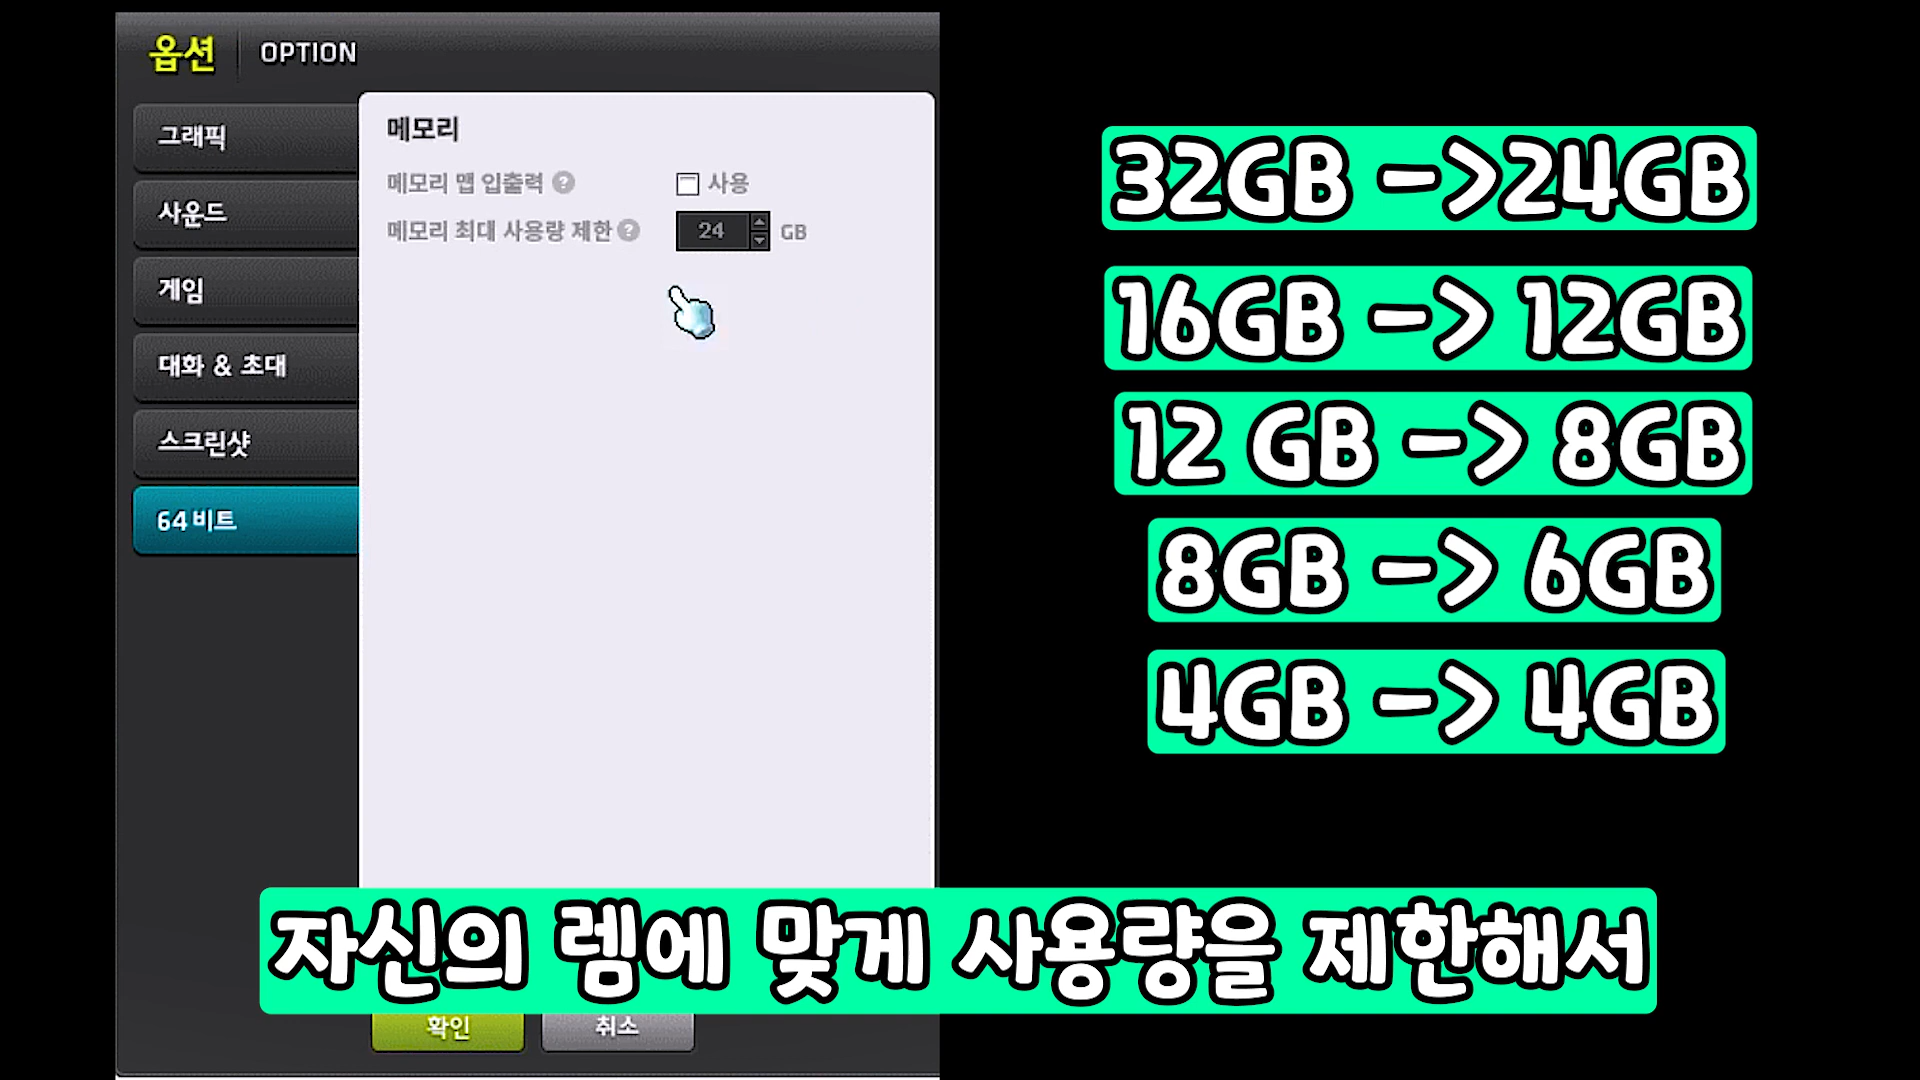 옵션 OPTION
그래픽
사운드
게임
대화 & 초대
스크린샷
64 비트
메모리
메모리 맵 입출력 ? 사용
메모리 최대 사용량 제한 ? 24 GB
32GB ->24GB
16GB -> 12GB
12 GB -> 8GB
8GB -> 6GB
4GB -> 4GB
자신의 렘에 맞게 사용량을 제한해서
확인 취소